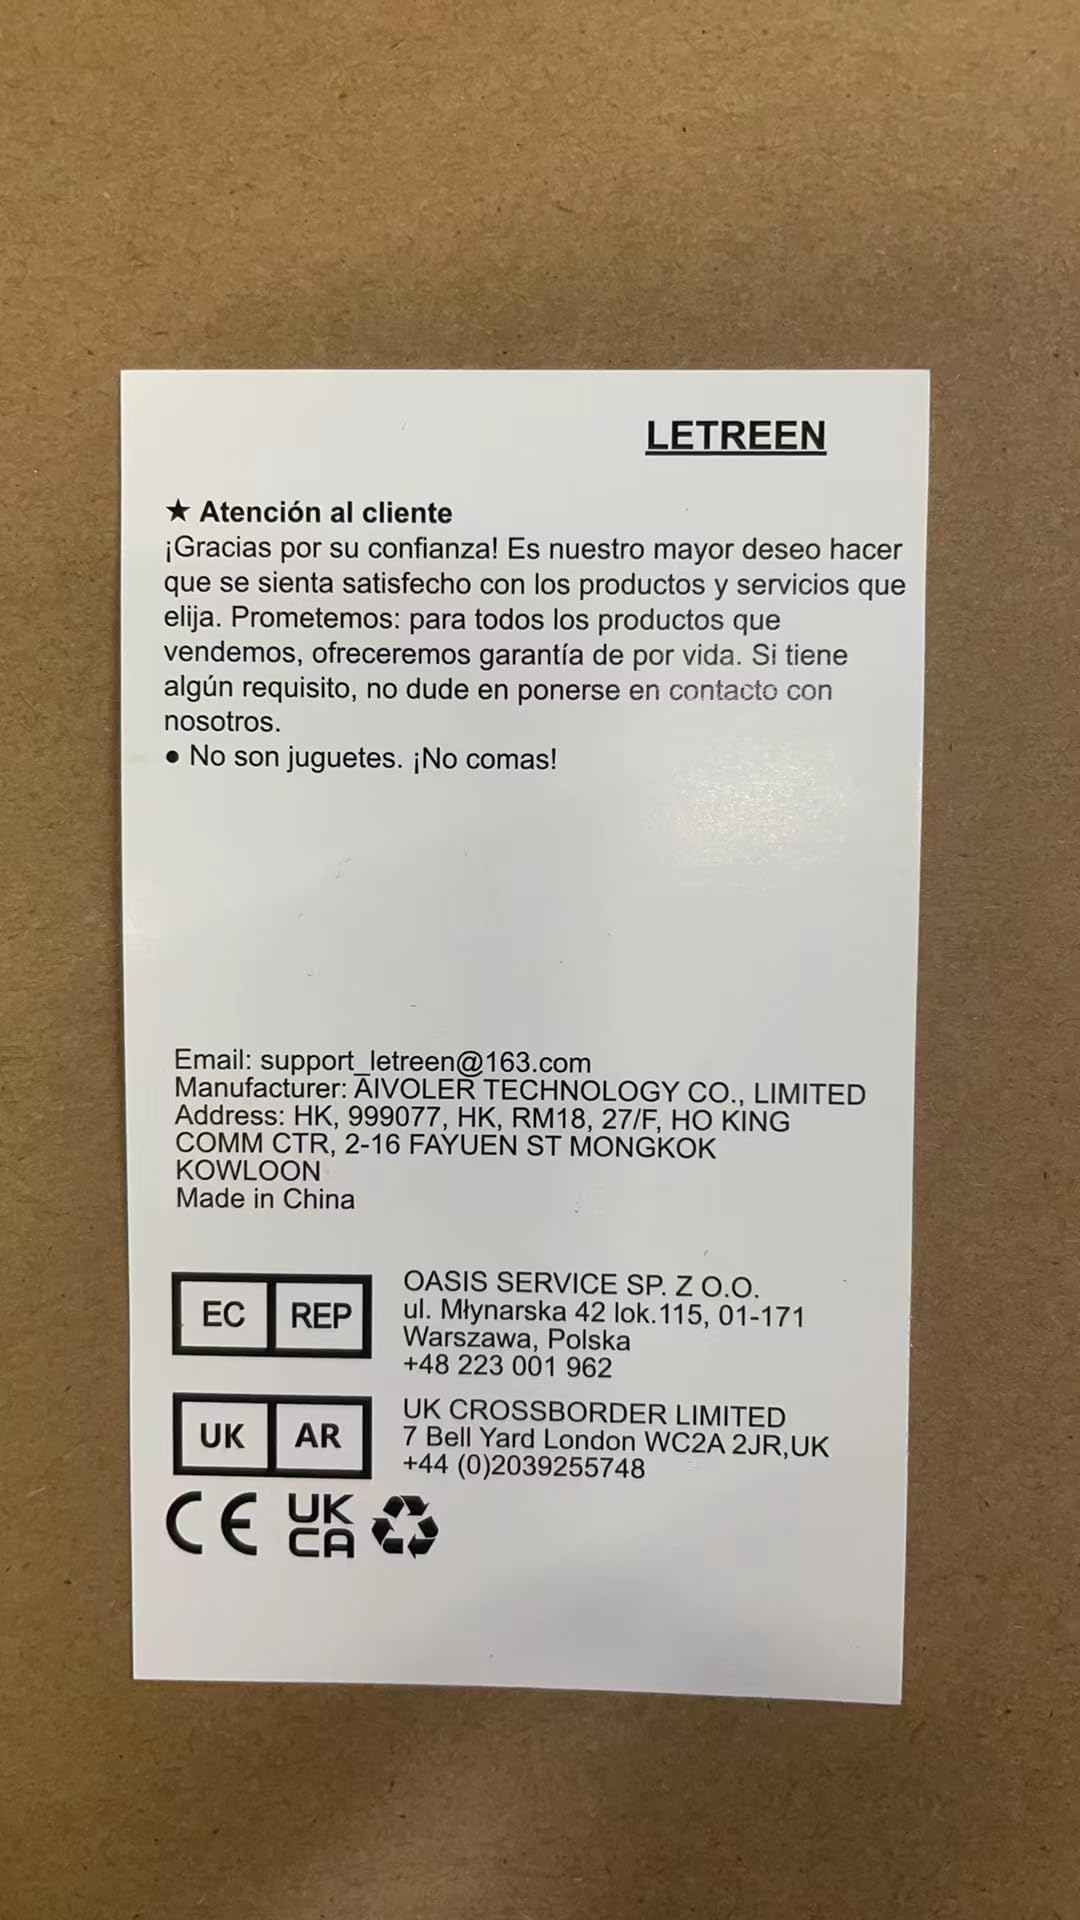 LETREEN
★ Atención al cliente
¡Gracias por su confianza! Es nuestro mayor deseo hacer
que se sienta satisfecho con los productos y servicios que
elija. Prometemos: para todos los productos que
vendemos, ofreceremos garantía de por vida. Si tiene
algún requisito, no dude en ponerse en contacto con
nosotros.
● No son juguetes. ¡No comas!
Email: support_letreen@163.com
Manufacturer: AIVOLER TECHNOLOGY CO., LIMITED
Address: HK, 999077, HK, RM18, 27/F, HO KING
COMM CTR, 2-16 FAYUEN ST MONGKOK
KOWLOON
Made in China
EC REP
OASIS SERVICE SP. Z O.O.
ul. Młynarska 42 lok.115, 01-171
Warszawa, Polska
+48 223 001 962
UK AR
UK CROSSBORDER LIMITED
7 Bell Yard London WC2A 2JR,UK
+44 (0)2039255748
CE UK
CA